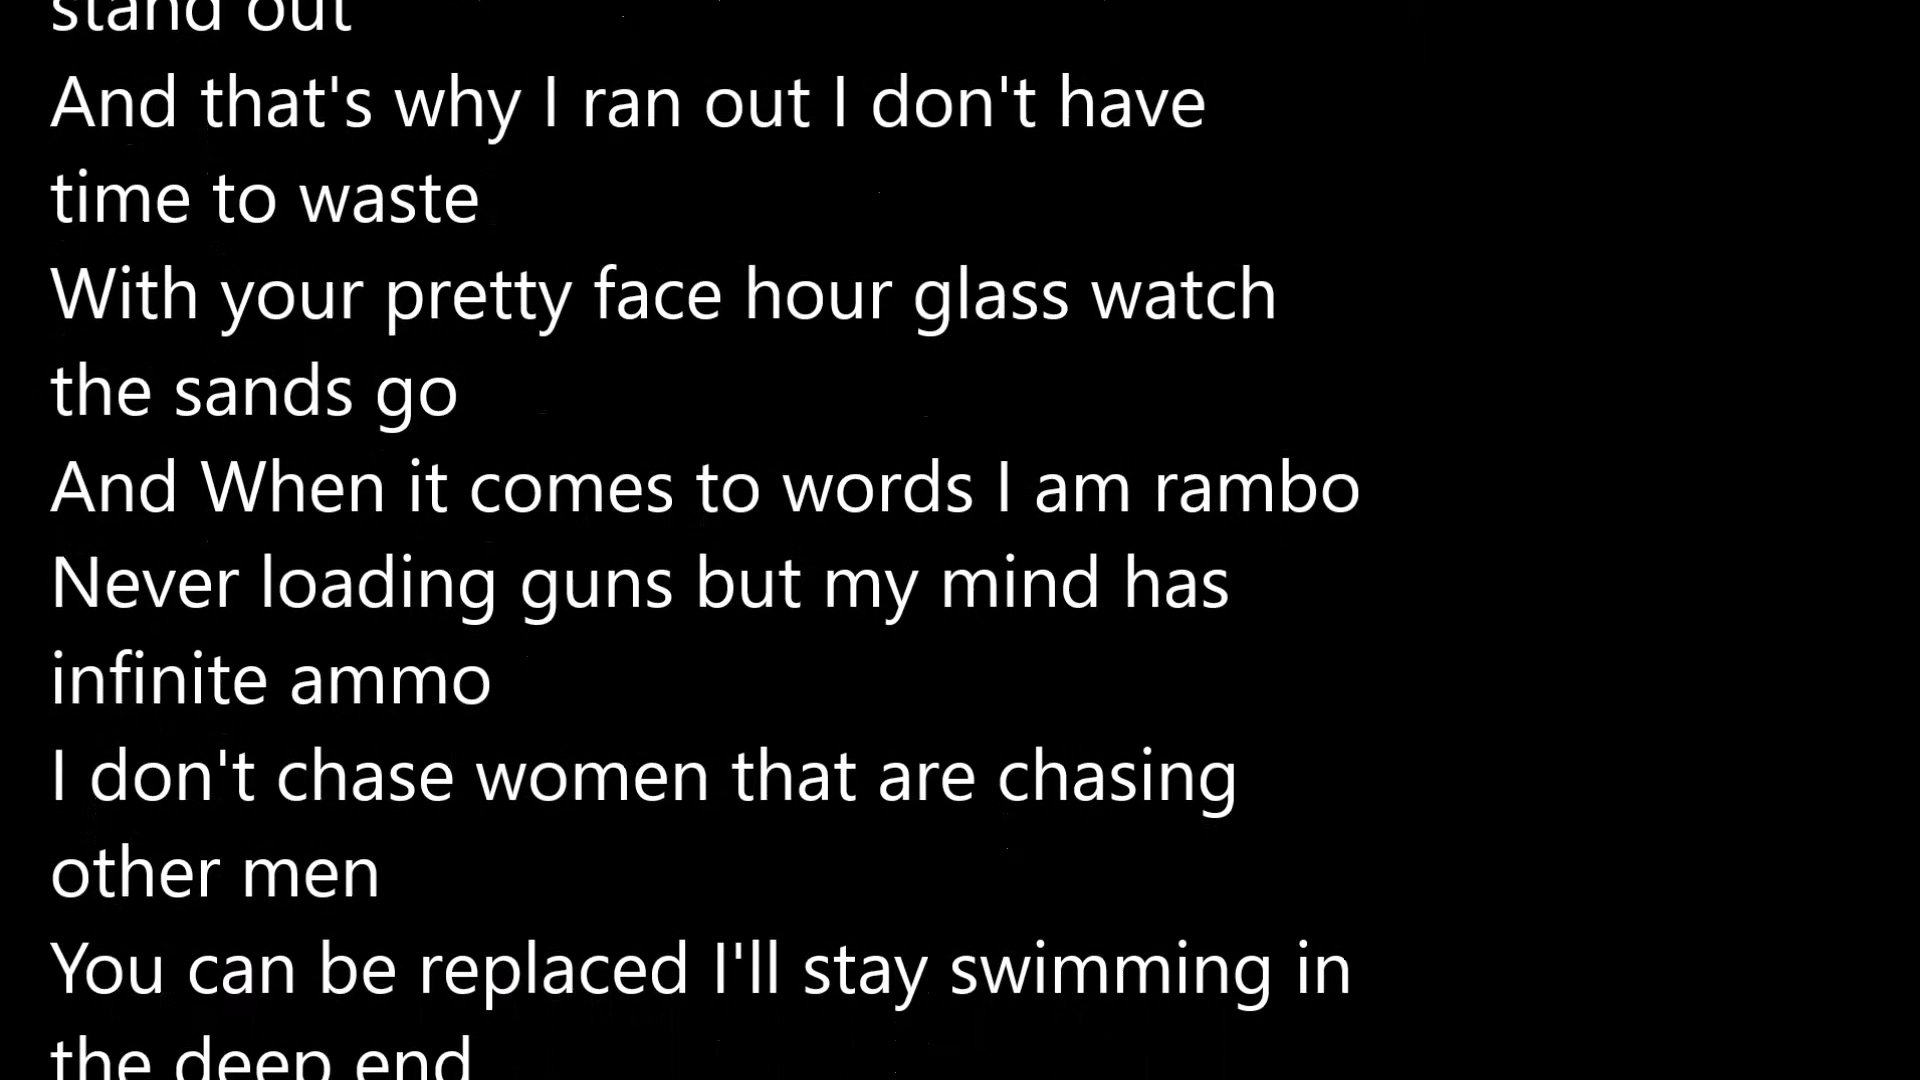 stand out
And that's why I ran out I don't have
time to waste
With your pretty face hour glass watch
the sands go
And When it comes to words I am rambo
Never loading guns but my mind has
infinite ammo
I don't chase women that are chasing
other men
You can be replaced I'll stay swimming in
the deep end